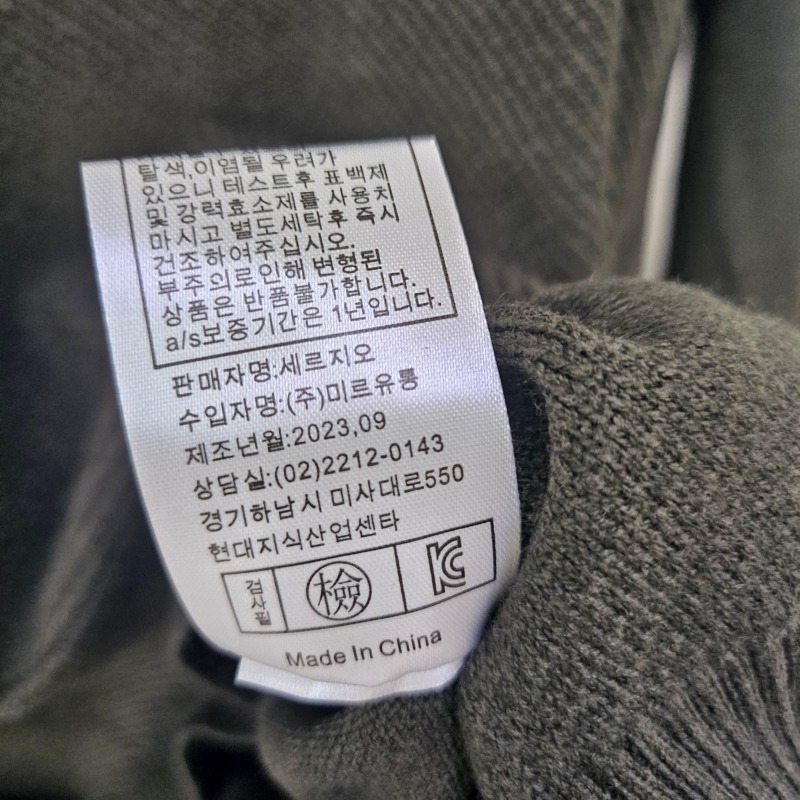 탈색,이염될 우려가
있으니 테스트후 표백제
및 강력효소제를 사용치
마시고 별도세탁후 즉시
건조하여주십시오.
부주의로인해 변형된
상품은 반품불가합니다.
a/s보증기간은 1년입니다.
판매자명:세르지오
수입자명:(주)미르유통
제조년월:2023,09
상담실:(02)2212-0143
경기하남시 미사대로550
현대지식산업센타
검사필
檢
KC
Made In China